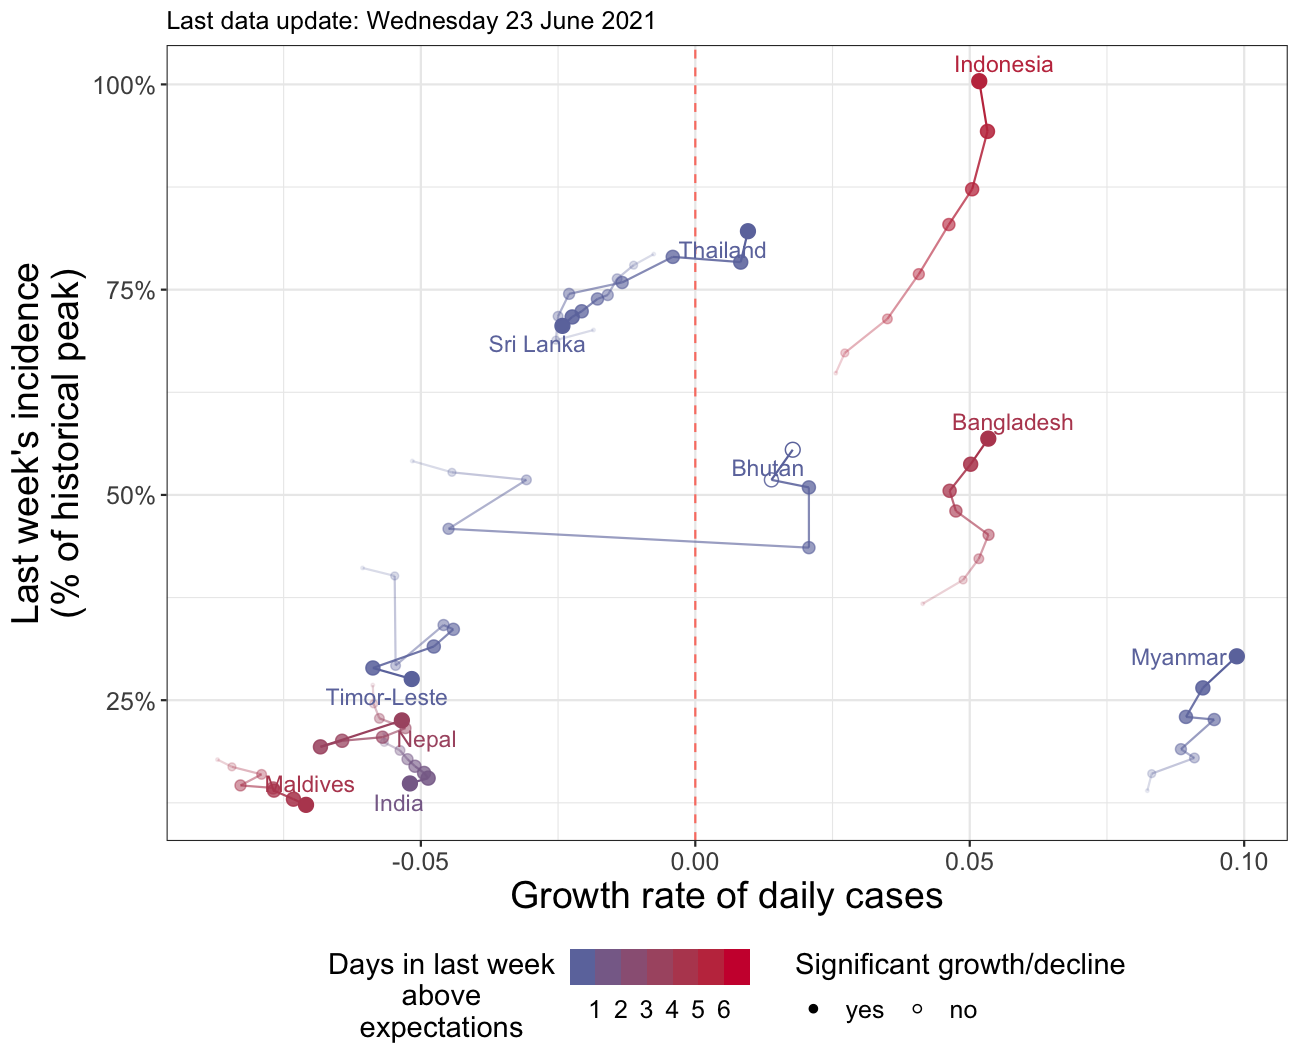 Last data update: Wednesday 23 June 2021
Last week's incidence
(% of historical peak)
100%
75%
50%
25%
Indonesia
Thailand
Sri Lanka
Bangladesh
Bhutan
Myanmar
Timor-Leste
Nepal
Maldives
India
-0.05 0.00 0.05 0.10
Growth rate of daily cases
Days in last week
above
expectations
1 2 3 4 5 6
Significant growth/decline
yes no